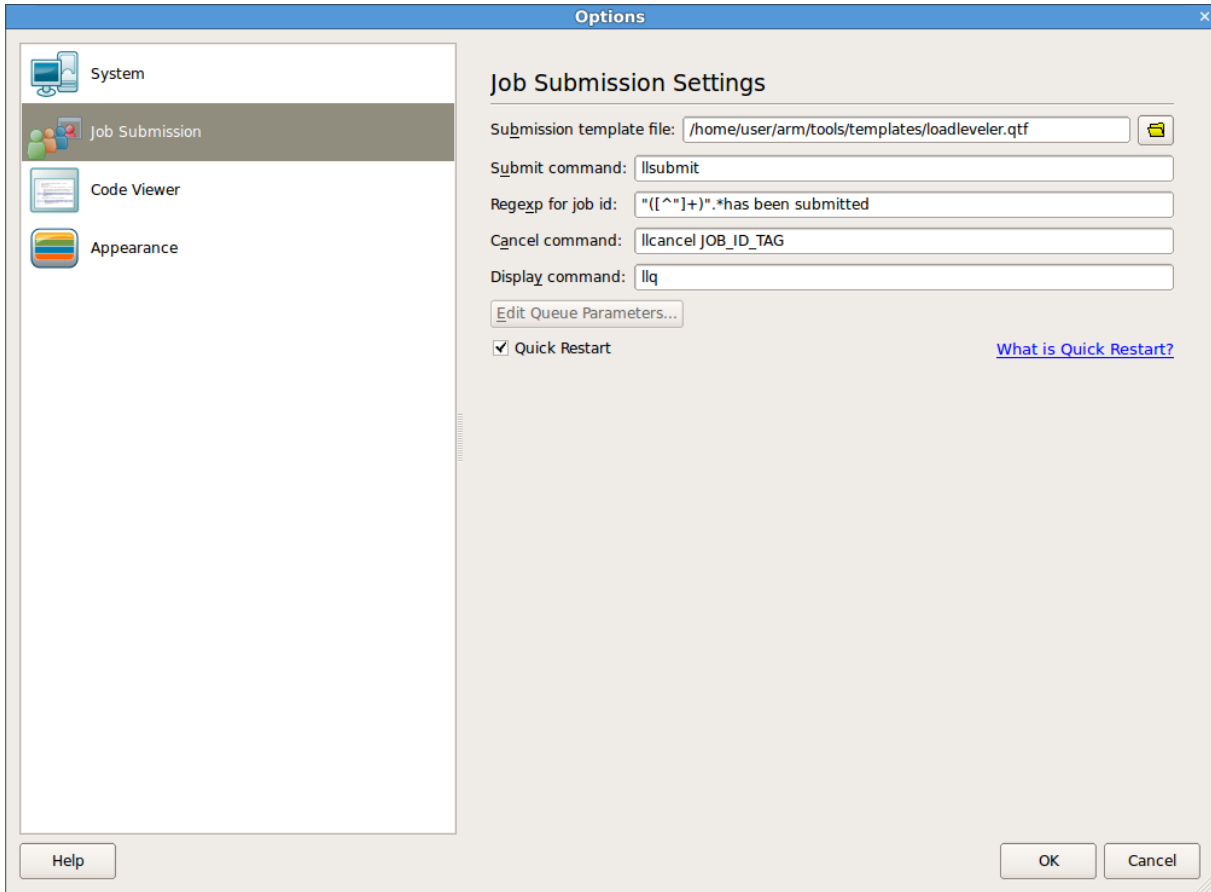 Options
System
Job Submission
Code Viewer
Appearance
Job Submission Settings
Submission template file: /home/user/arm/tools/templates/loadleveler.qtf
Submit command: llsubmit
Regexp for job id: "([^"]+)".*has been submitted
Cancel command: llcancel JOB_ID_TAG
Display command: llq
Edit Queue Parameters...
Quick Restart What is Quick Restart?
Help OK Cancel